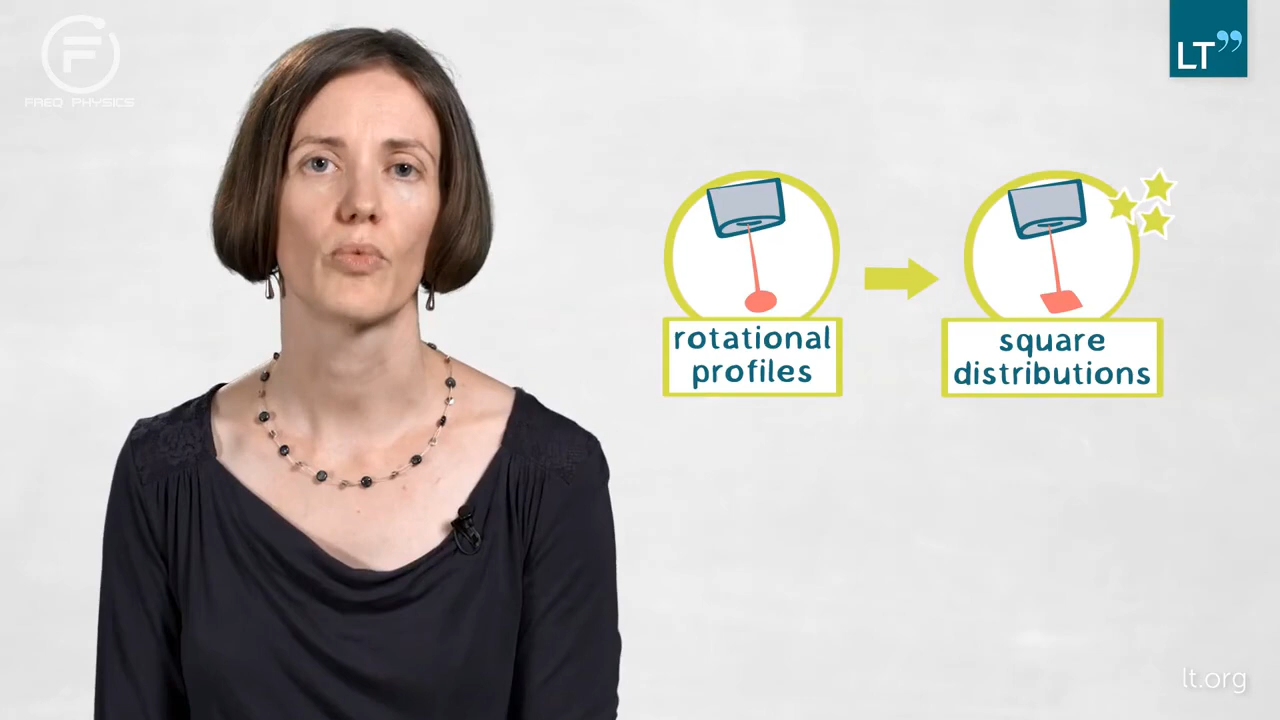 F
FREQ PHYSICS
LT”
rotational
profiles
square
distributions
lt.org